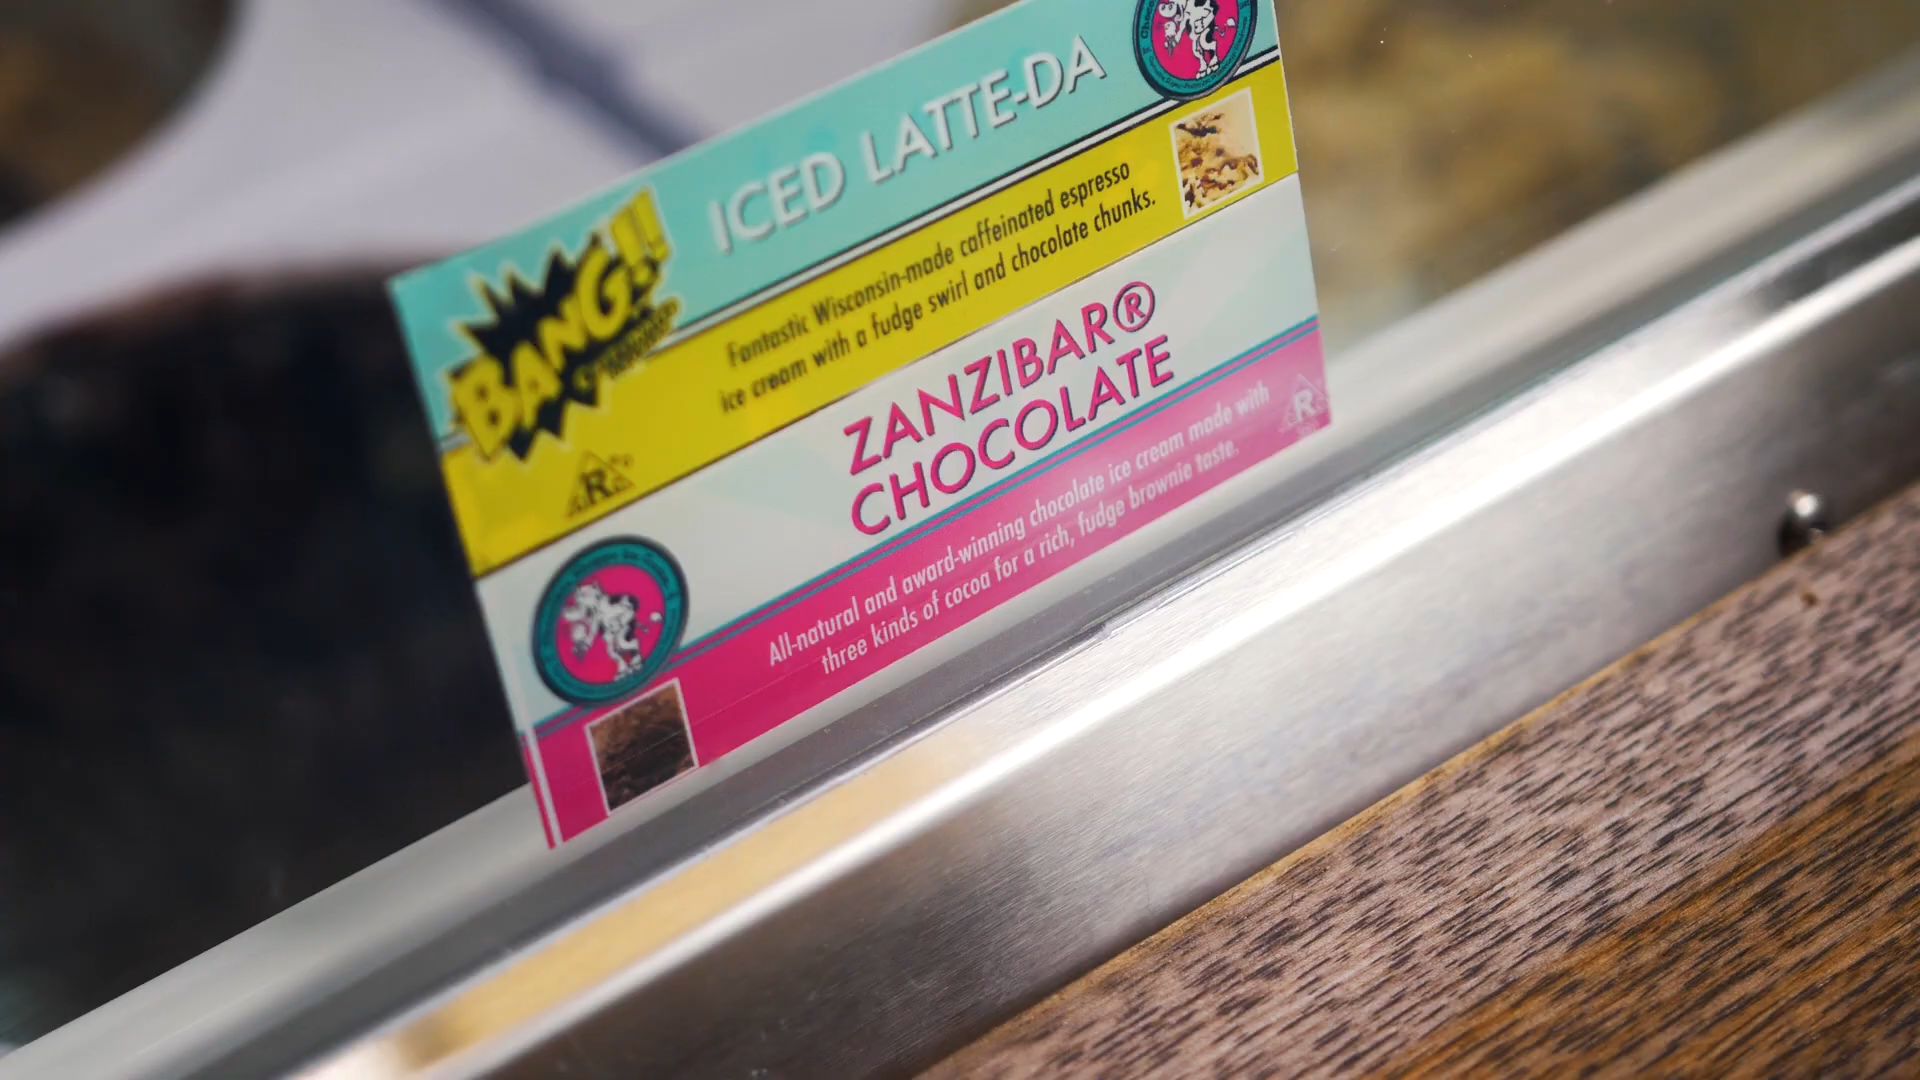 ICED LATTE-DA
BANG!!
Fantastic Wisconsin-made caffeinated espresso
ice cream with a fudge swirl and chocolate chunks.
R
ZANZIBAR®
CHOCOLATE
All-natural and award-winning chocolate ice cream made with
three kinds of cocoa for a rich, fudge brownie taste.
R